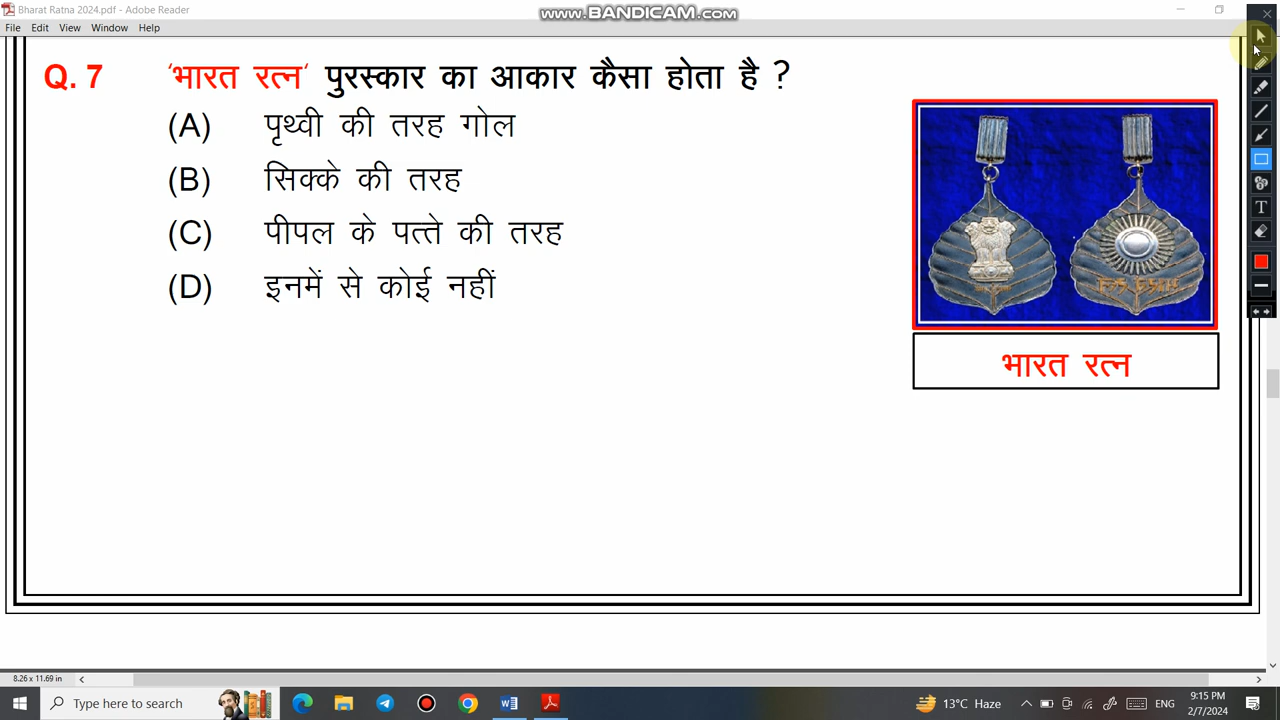 Bharat Ratna 2024.pdf - Adobe Reader
www.BANDICAM.com
File Edit View Window Help
Q. 7 'भारत रत्न' पुरस्कार का आकार कैसा होता है ?
(A) पृथ्वी की तरह गोल
(B) सिक्के की तरह
(C) पीपल के पत्ते की तरह
(D) इनमें से कोई नहीं
भारत रत्न
T
8.26 x 11.69 in
Type here to search
13°C Haze
ENG
9:15 PM
2/7/2024